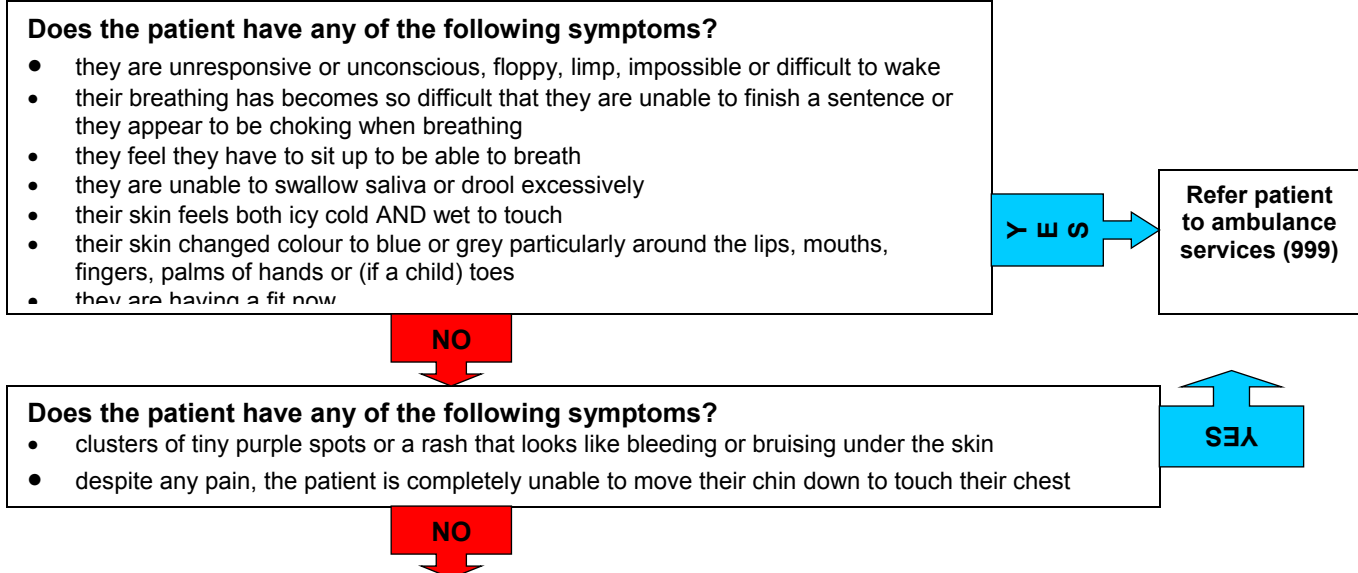 Does the patient have any of the following symptoms?
• they are unresponsive or unconscious, floppy, limp, impossible or difficult to wake
• their breathing has becomes so difficult that they are unable to finish a sentence or
they appear to be choking when breathing
• they feel they have to sit up to be able to breath
• they are unable to swallow saliva or drool excessively
• their skin feels both icy cold AND wet to touch
• their skin changed colour to blue or grey particularly around the lips, mouths,
fingers, palms of hands or (if a child) toes
• they are having a fit now
YES
Refer patient
to ambulance
services (999)
NO
Does the patient have any of the following symptoms?
• clusters of tiny purple spots or a rash that looks like bleeding or bruising under the skin
• despite any pain, the patient is completely unable to move their chin down to touch their chest
YES
NO